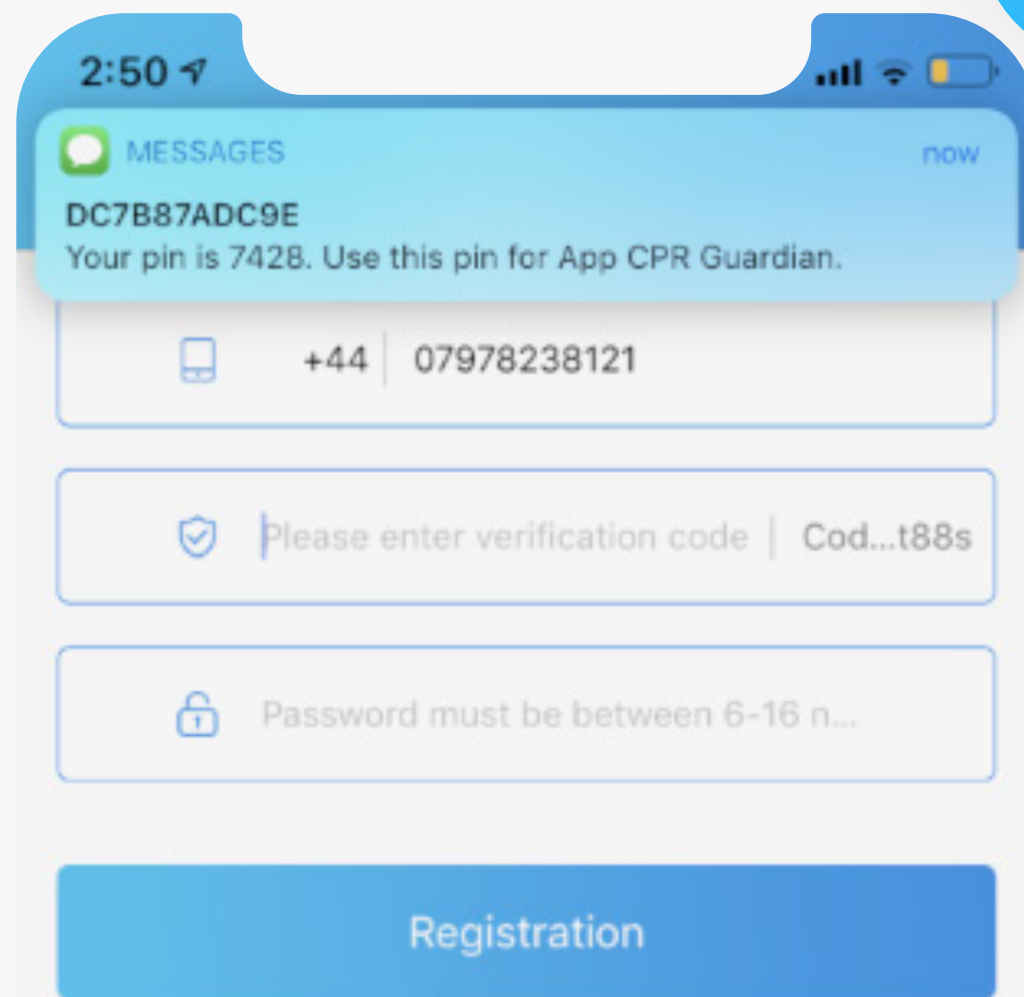 2:50
MESSAGES now
DC7B87ADC9E
Your pin is 7428. Use this pin for App CPR Guardian.
+44 07978238121
Please enter verification code Cod...t88s
Password must be between 6-16 n...
Registration